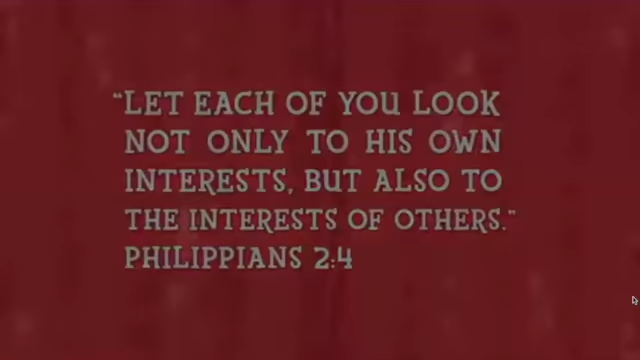 “LET EACH OF YOU LOOK
NOT ONLY TO HIS OWN
INTERESTS, BUT ALSO TO
THE INTERESTS OF OTHERS.”
PHILIPPIANS 2:4